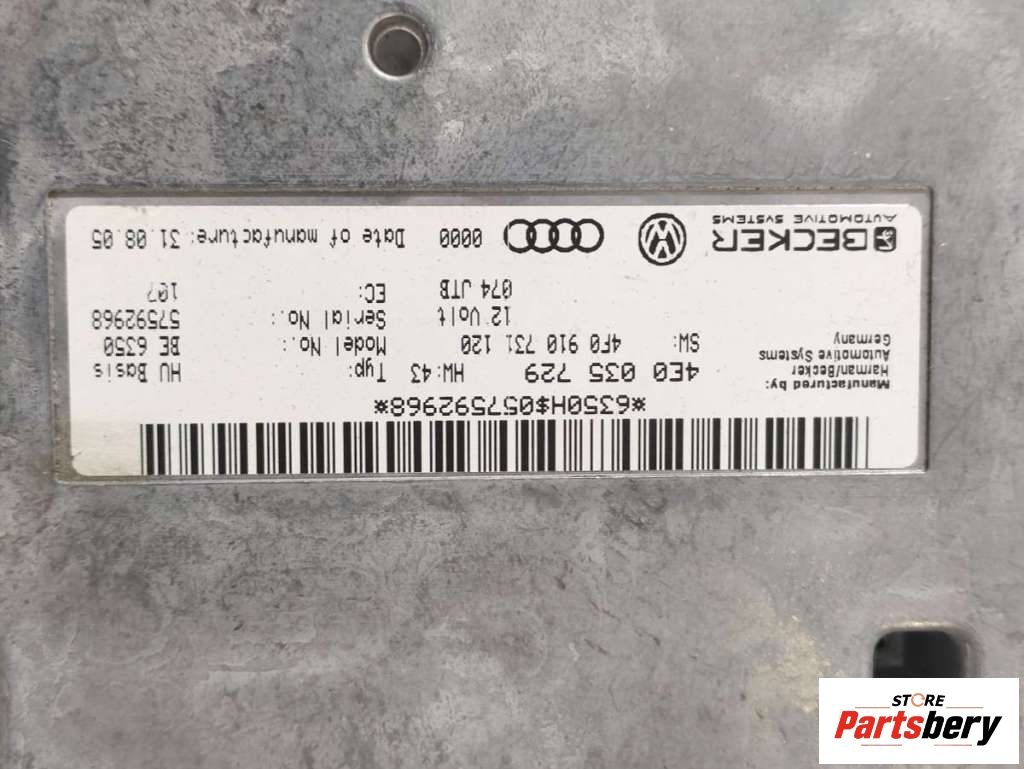 BECKER
AUTOMOTIVE SYSTEMS
0000 Date of manufacture: 31.08.05
Manufactured by:
Harman/Becker
Automotive Systems
Germany
4E0 035 729 HW: 43 Typ: HU Basis
SW: 4F0 910 731 120 Model No.: BE 6350
12 Volt Serial No.: 57592968
074 JTB EC:
*6350H$057592968*
STORE
Partsbery